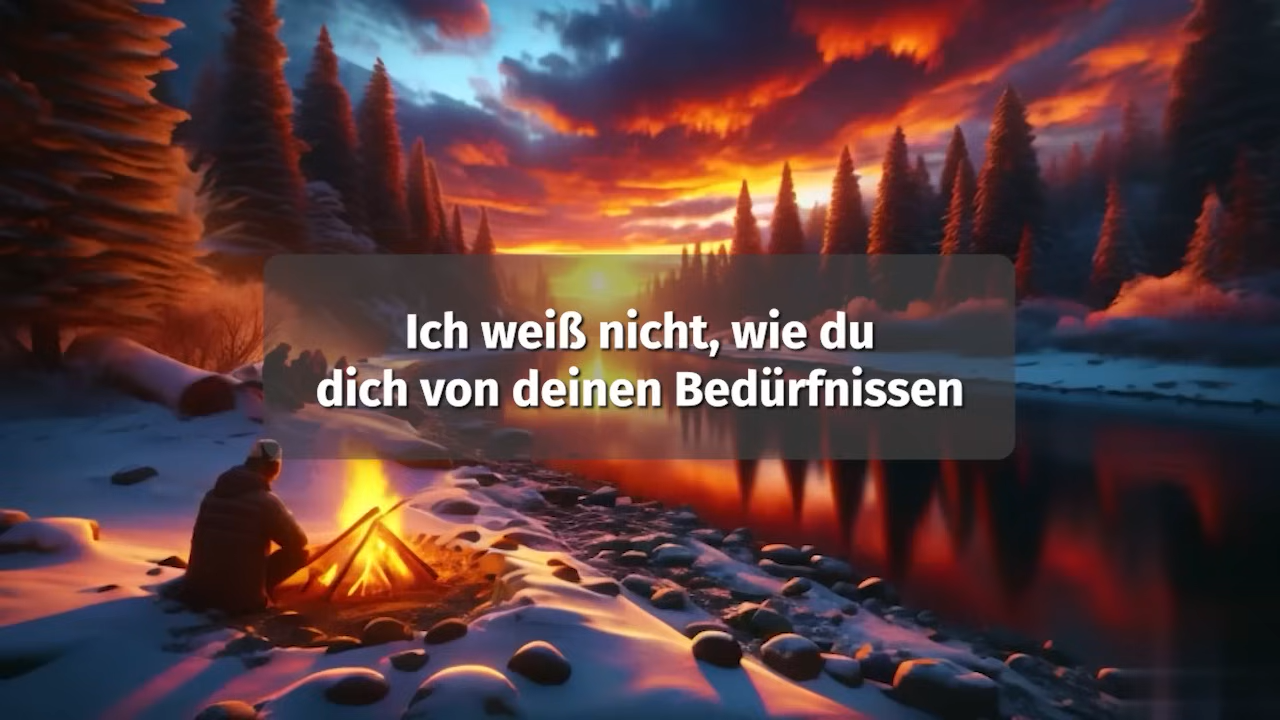 Ich weiß nicht, wie du
dich von deinen Bedürfnissen